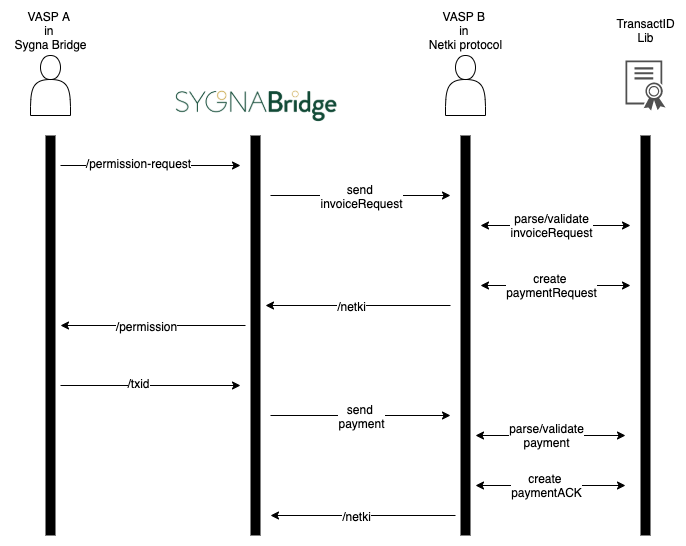 VASP A
in
Sygna Bridge
VASP B
in
Netki protocol
TransactID
Lib
SYGNABridge
/permission-request
send
invoiceRequest
parse/validate
invoiceRequest
create
paymentRequest
/netki
/permission
/txid
send
payment
parse/validate
payment
create
paymentACK
/netki